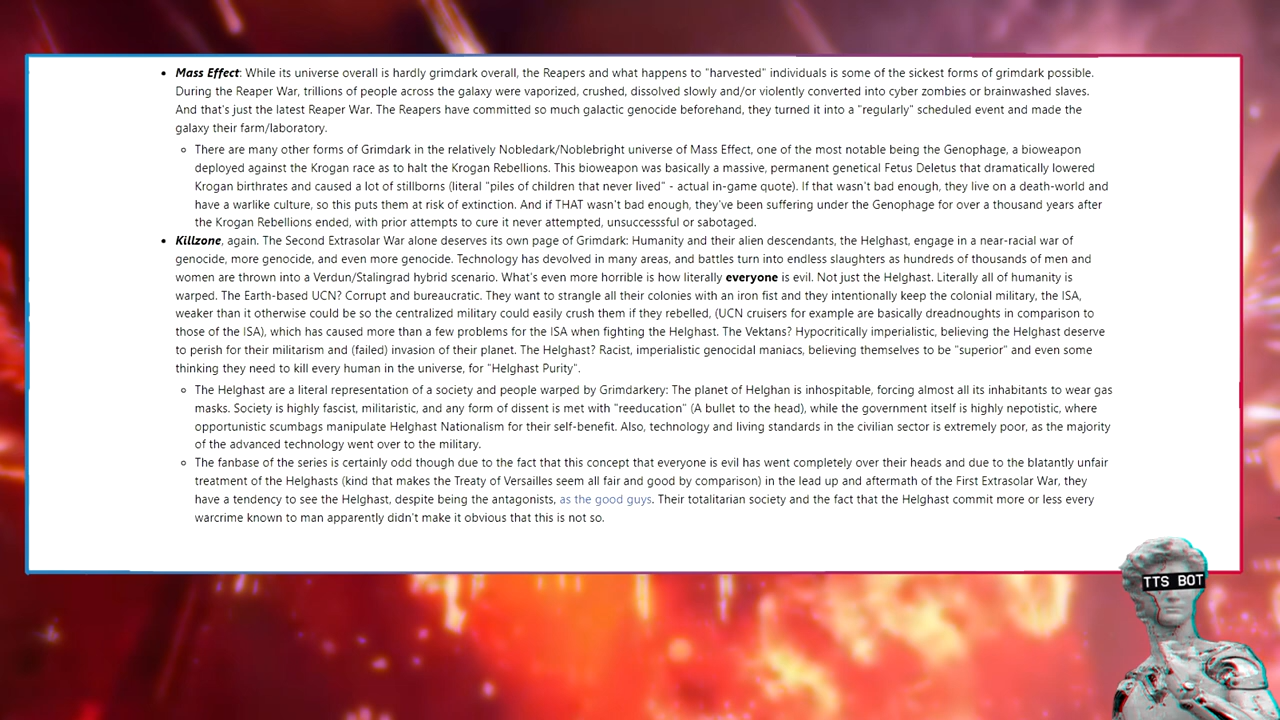 Mass Effect: While its universe overall is hardly grimdark overall, the Reapers and what happens to "harvested" individuals is some of the sickest forms of grimdark possible.
During the Reaper War, trillions of people across the galaxy were vaporized, crushed, dissolved slowly and/or violently converted into cyber zombies or brainwashed slaves.
And that's just the latest Reaper War. The Reapers have committed so much galactic genocide beforehand, they turned it into a "regularly" scheduled event and made the
galaxy their farm/laboratory.
There are many other forms of Grimdark in the relatively Nobledark/Noblebright universe of Mass Effect, one of the most notable being the Genophage, a bioweapon
deployed against the Krogan race as to halt the Krogan Rebellions. This bioweapon was basically a massive, permanent genetical Fetus Deletus that dramatically lowered
Krogan birthrates and caused a lot of stillborns (literal "piles of children that never lived" - actual in-game quote). If that wasn't bad enough, they live on a death-world and
have a warlike culture, so this puts them at risk of extinction. And if THAT wasn't bad enough, they've been suffering under the Genophage for over a thousand years after
the Krogan Rebellions ended, with prior attempts to cure it never attempted, unsucccessful or sabotaged.
Killzone, again. The Second Extrasolar War alone deserves its own page of Grimdark: Humanity and their alien descendants, the Helghast, engage in a near-racial war of
genocide, more genocide, and even more genocide. Technology has devolved in many areas, and battles turn into endless slaughters as hundreds of thousands of men and
women are thrown into a Verdun/Stalingrad hybrid scenario. What's even more horrible is how literally everyone is evil. Not just the Helghast. Literally all of humanity is
warped. The Earth-based UCN? Corrupt and bureaucratic. They want to strangle all their colonies with an iron fist and they intentionally keep the colonial military, the ISA,
weaker than it otherwise could be so the centralized military could easily crush them if they rebelled, (UCN cruisers for example are basically dreadnoughts in comparison to
those of the ISA), which has caused more than a few problems for the ISA when fighting the Helghast. The Vektans? Hypocritically imperialistic, believing the Helghast deserve
to perish for their militarism and (failed) invasion of their planet. The Helghast? Racist, imperialistic genocidal maniacs, believing themselves to be "superior" and even some
thinking they need to kill every human in the universe, for "Helghast Purity".
The Helghast are a literal representation of a society and people warped by Grimdarkery: The planet of Helghan is inhospitable, forcing almost all its inhabitants to wear gas
masks. Society is highly fascist, militaristic, and any form of dissent is met with "reeducation" (A bullet to the head), while the government itself is highly nepotistic, where
opportunistic scumbags manipulate Helghast Nationalism for their self-benefit. Also, technology and living standards in the civilian sector is extremely poor, as the majority
of the advanced technology went over to the military.
The fanbase of the series is certainly odd though due to the fact that this concept that everyone is evil has went completely over their heads and due to the blatantly unfair
treatment of the Helghasts (kind that makes the Treaty of Versailles seem all fair and good by comparison) in the lead up and aftermath of the First Extrasolar War, they
have a tendency to see the Helghast, despite being the antagonists, as the good guys. Their totalitarian society and the fact that the Helghast commit more or less every
warcrime known to man apparently didn't make it obvious that this is not so.
TTS BOT